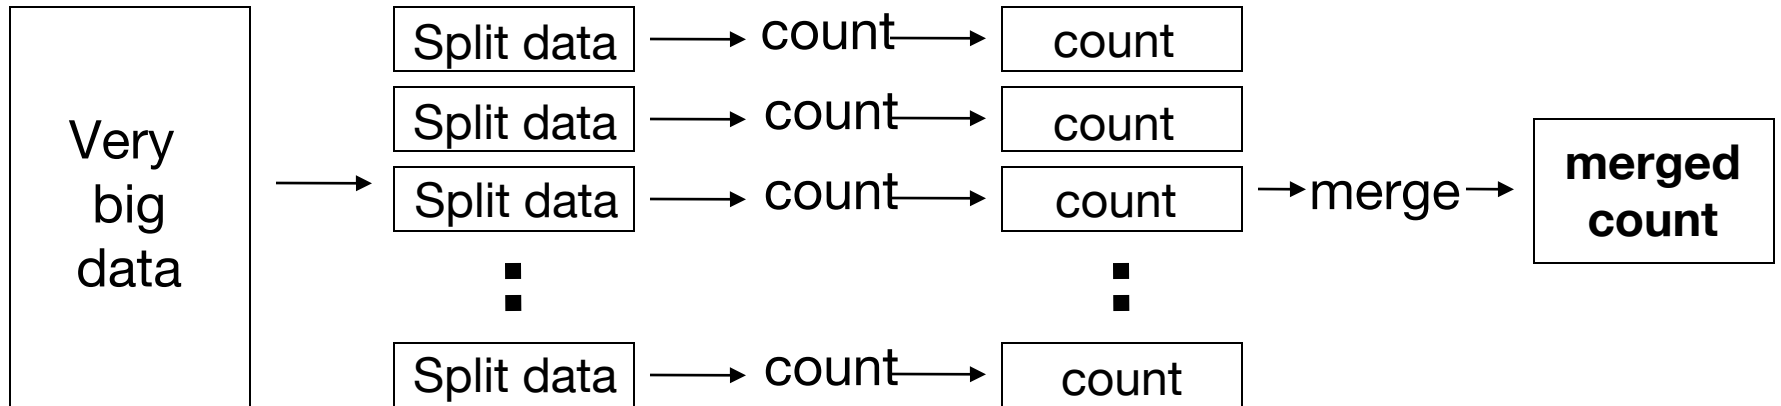 Very
big
data
Split data
count
count
Split data
count
count
Split data
count
count
Split data
count
count
merge
merged
count